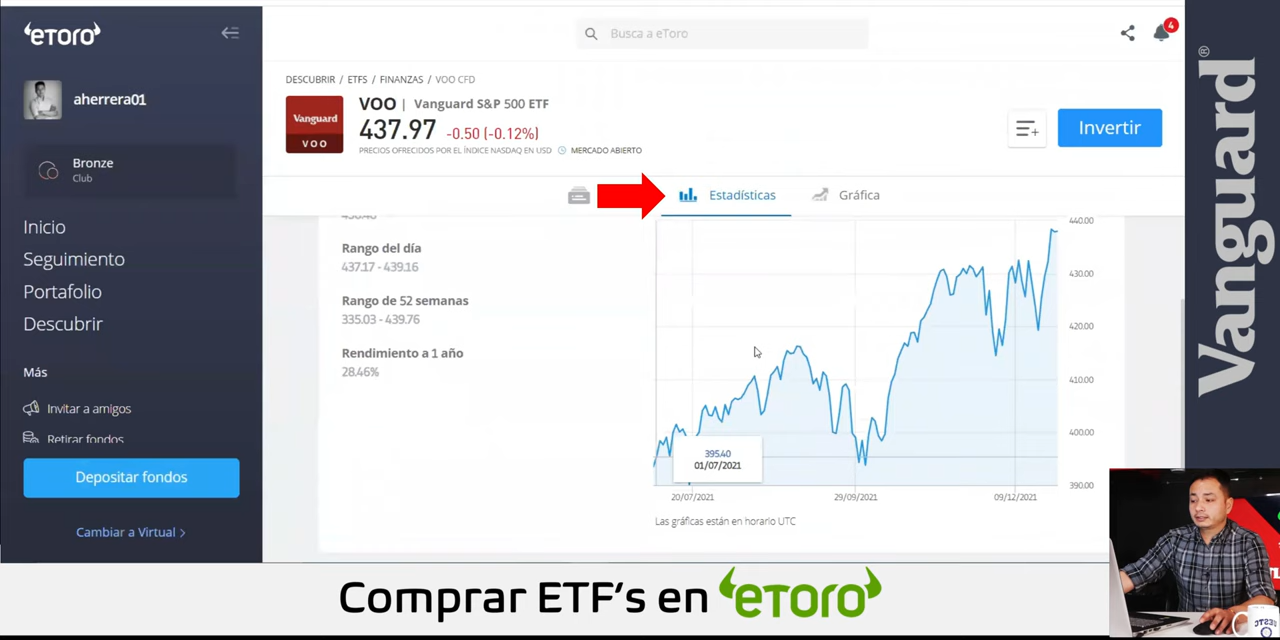 eToro
Busca a eToro
4
aherrera01
Bronze
Club
Inicio
Seguimiento
Portafolio
Descubrir
Más
Invitar a amigos
Retirar fondos
Depositar fondos
Cambiar a Virtual >
DESCUBRIR / ETFS / FINANZAS / VOO CFD
Vanguard
VOO
VOO | Vanguard S&P 500 ETF
437.97 -0.50 (-0.12%)
PRECIOS OFRECIDOS POR EL ÍNDICE NASDAQ EN USD MERCADO ABIERTO
Invertir
Estadísticas
Gráfica
Rango del día
437.17 - 439.16
Rango de 52 semanas
335.03 - 439.76
Rendimiento a 1 año
28.46%
440.00
430.00
420.00
410.00
400.00
390.00
395.40
01/07/2021
20/07/2021 29/09/2021 09/12/2021
Las gráficas están en horario UTC
Vanguard®
Comprar ETF's en eToro